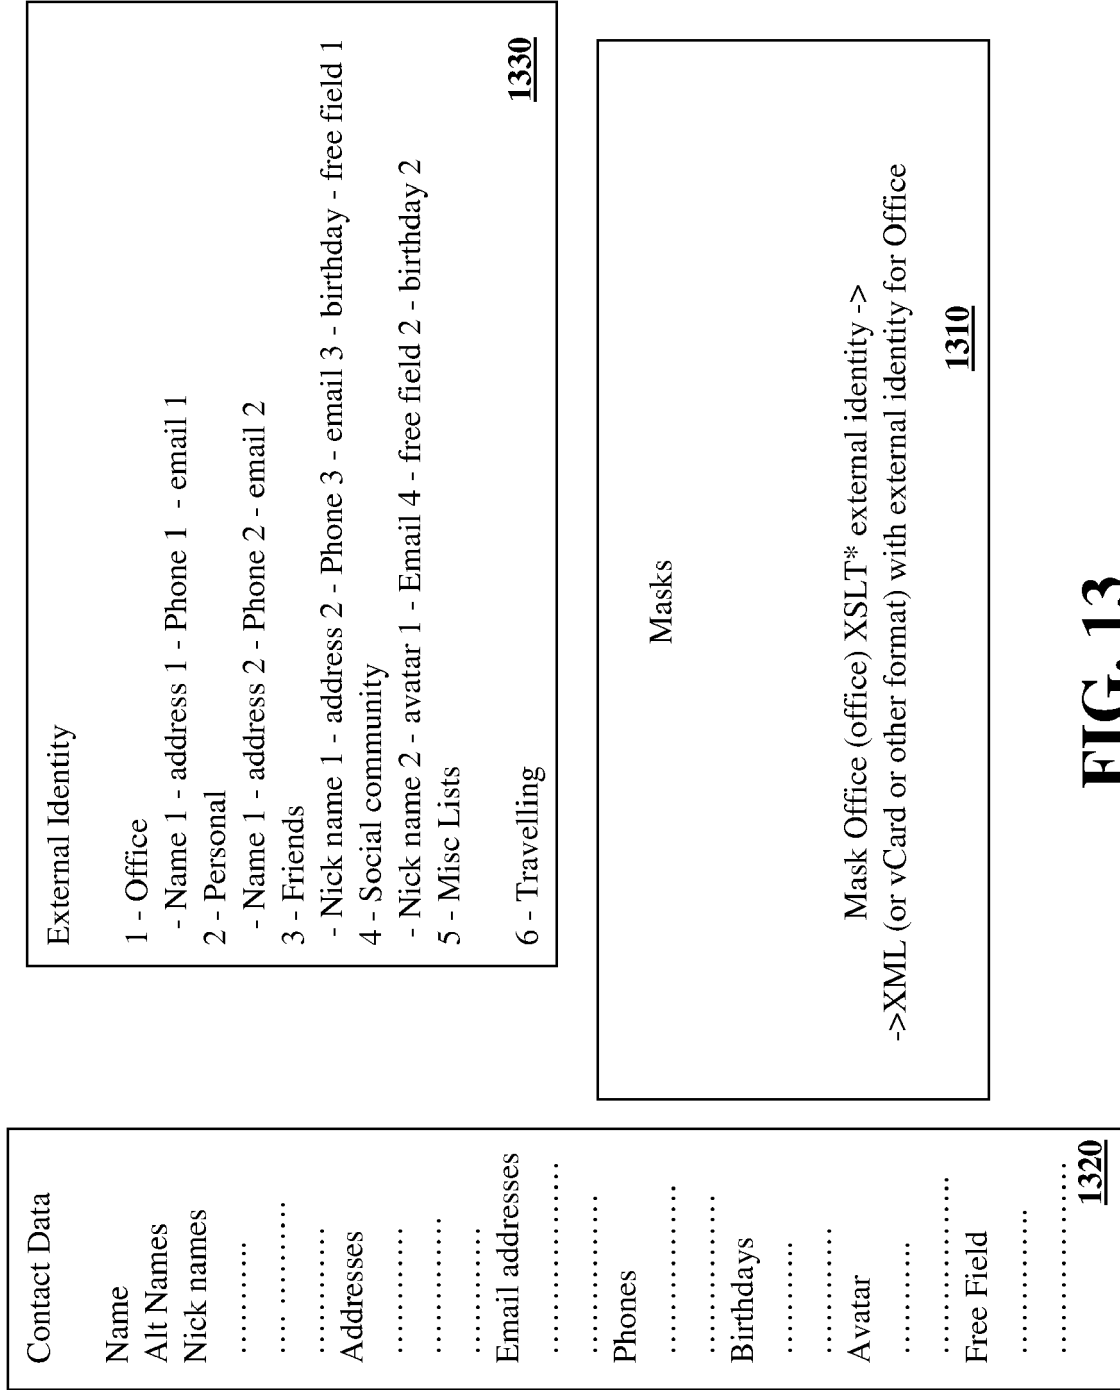 Contact Data
Name
Alt Names
Nick names
...........
.... ..............
..............
Addresses
..............
...............
..............
Email addresses
......................
..................
Phones
...................
..................
Birthdays
...........
..............
Avatar
...........
....................
Free Field
................
......................
1320
External Identity
1 - Office
- Name 1 - address 1 - Phone 1 - email 1
2 - Personal
- Name 1 - address 2 - Phone 2 - email 2
3 - Friends
- Nick name 1 - address 2 - Phone 3 - email 3 - birthday - free field 1
4 - Social community
- Nick name 2 - avatar 1 - Email 4 - free field 2 - birthday 2
5 - Misc Lists
6 - Travelling
1330
Masks
Mask Office (office) XSLT* external identity ->
->XML (or vCard or other format) with external identity for Office
1310
FIG. 13